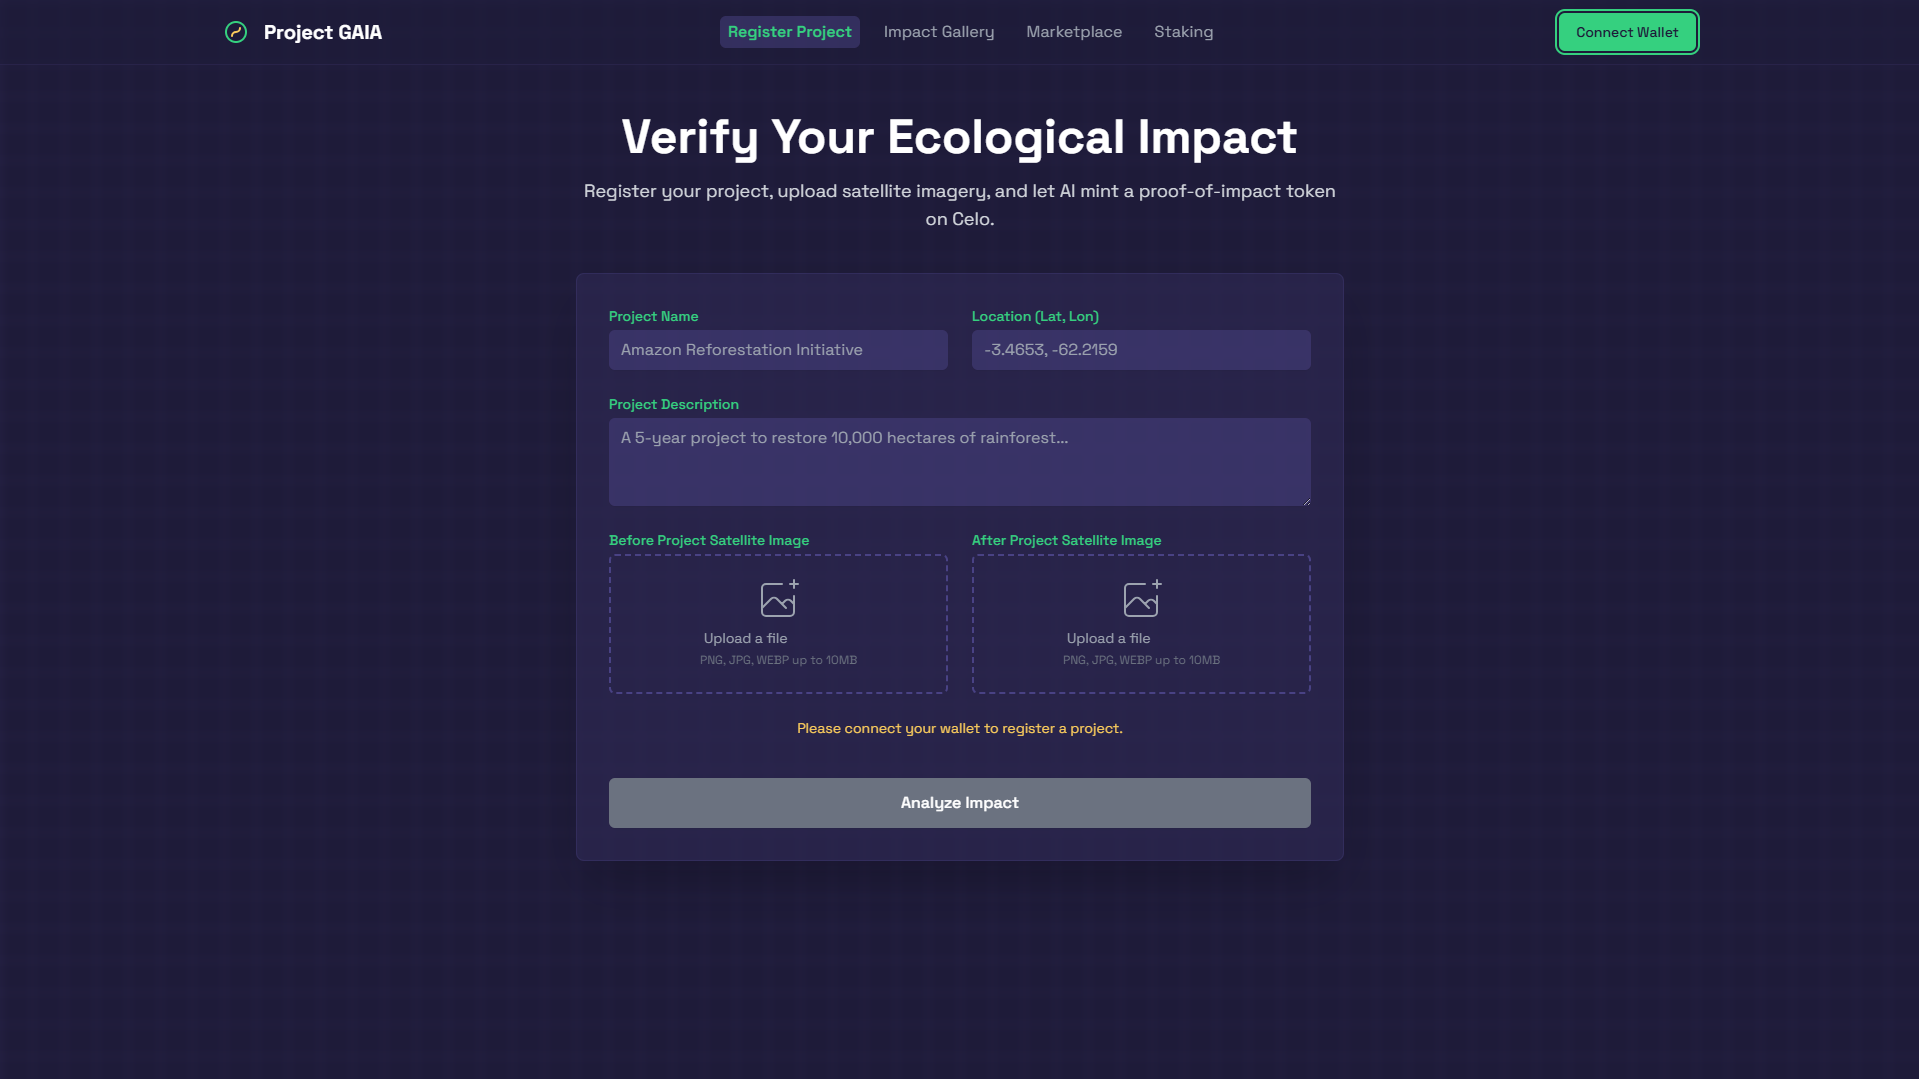 Project GAIA
Register Project
Impact Gallery
Marketplace
Staking
Connect Wallet
Verify Your Ecological Impact
Register your project, upload satellite imagery, and let AI mint a proof-of-impact token
on Celo.
Project Name
Location (Lat, Lon)
Amazon Reforestation Initiative
-3.4653, -62.2159
Project Description
A 5-year project to restore 10,000 hectares of rainforest...
Before Project Satellite Image
After Project Satellite Image
Upload a file
PNG, JPG, WEBP up to 10MB
Upload a file
PNG, JPG, WEBP up to 10MB
Please connect your wallet to register a project.
Analyze Impact